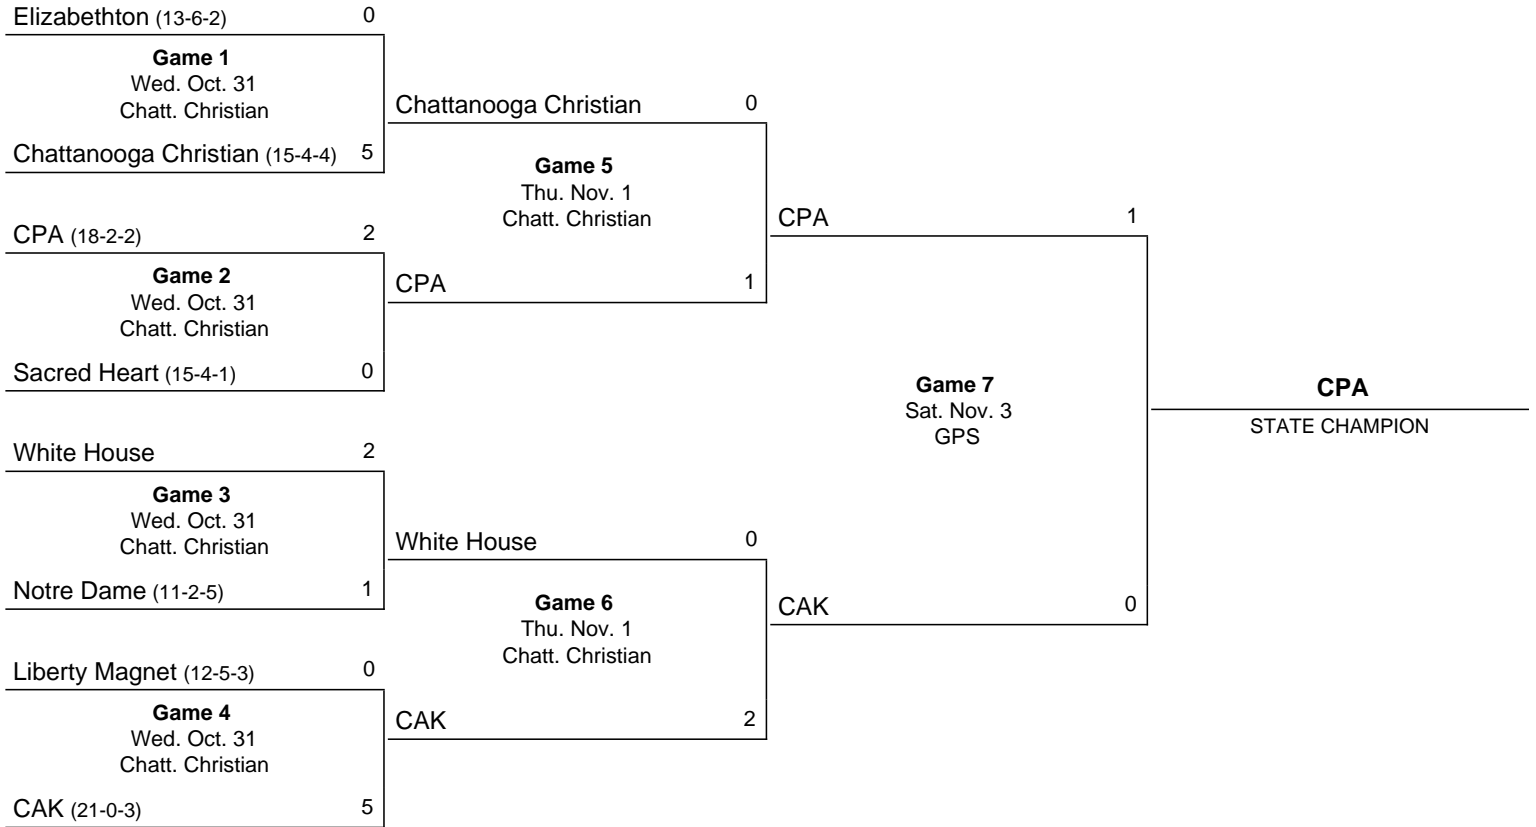 Elizabethton (13-6-2) 0
Game 1
Wed. Oct. 31
Chatt. Christian
Chattanooga Christian (15-4-4) 5
CPA (18-2-2) 2
Game 2
Wed. Oct. 31
Chatt. Christian
Sacred Heart (15-4-1) 0
White House 2
Game 3
Wed. Oct. 31
Chatt. Christian
Notre Dame (11-2-5) 1
Liberty Magnet (12-5-3) 0
Game 4
Wed. Oct. 31
Chatt. Christian
CAK (21-0-3) 5
Chattanooga Christian 0
Game 5
Thu. Nov. 1
Chatt. Christian
CPA 1
White House 0
Game 6
Thu. Nov. 1
Chatt. Christian
CAK 2
CPA 1
Game 7
Sat. Nov. 3
GPS
CAK 0
CPA
STATE CHAMPION